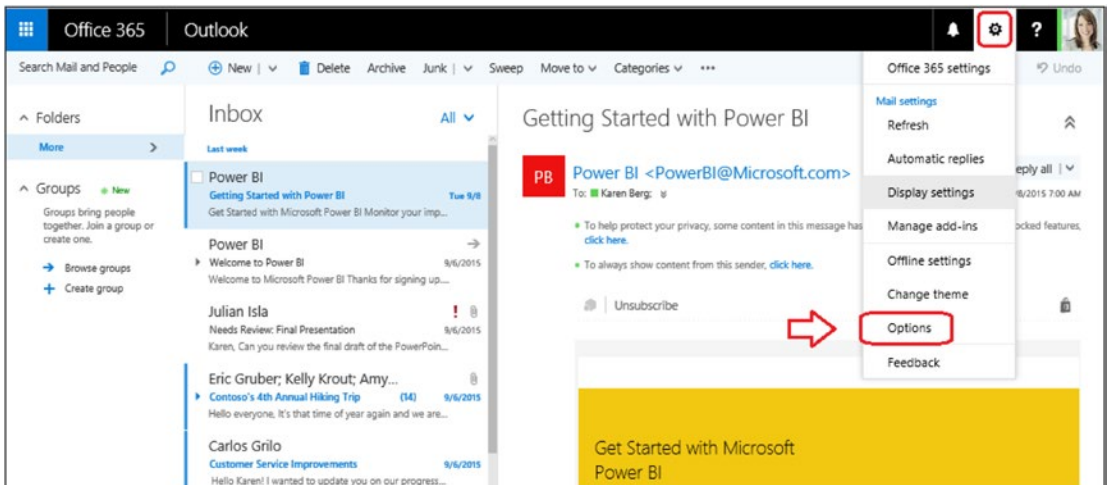 Office 365
Outlook
?
Search Mail and People
New
Delete
Archive
Junk
Sweep
Move to
Categories
Undo
Folders
More
Groups
New
Groups bring people
together. Join a group or
create one.
Browse groups
Create group
Inbox
All
Last week
Power BI
Getting Started with Power BI
Tue 9/8
Get Started with Microsoft Power BI Monitor your imp...
Power BI
Welcome to Power BI
9/6/2015
Welcome to Microsoft Power BI Thanks for signing up....
Julian Isla
!
Needs Review: Final Presentation
9/6/2015
Karen, Can you review the final draft of the PowerPoin...
Eric Gruber; Kelly Krout; Amy...
Contoso's 4th Annual Hiking Trip
(14)
9/6/2015
Hello everyone, It's that time of year again and we are...
Carlos Grilo
Customer Service Improvements
9/6/2015
Hello Karen! I wanted to update you on our progress...
Getting Started with Power BI
PB
Power BI <PowerBI@Microsoft.com>
To: Karen Berg;
eply all
/8/2015 7:00 AM
To help protect your privacy, some content in this message has
ocked features,
click here.
To always show content from this sender, click here.
Unsubscribe
Get Started with Microsoft
Power BI
Office 365 settings
Mail settings
Refresh
Automatic replies
Display settings
Manage add-ins
Offline settings
Change theme
Options
Feedback